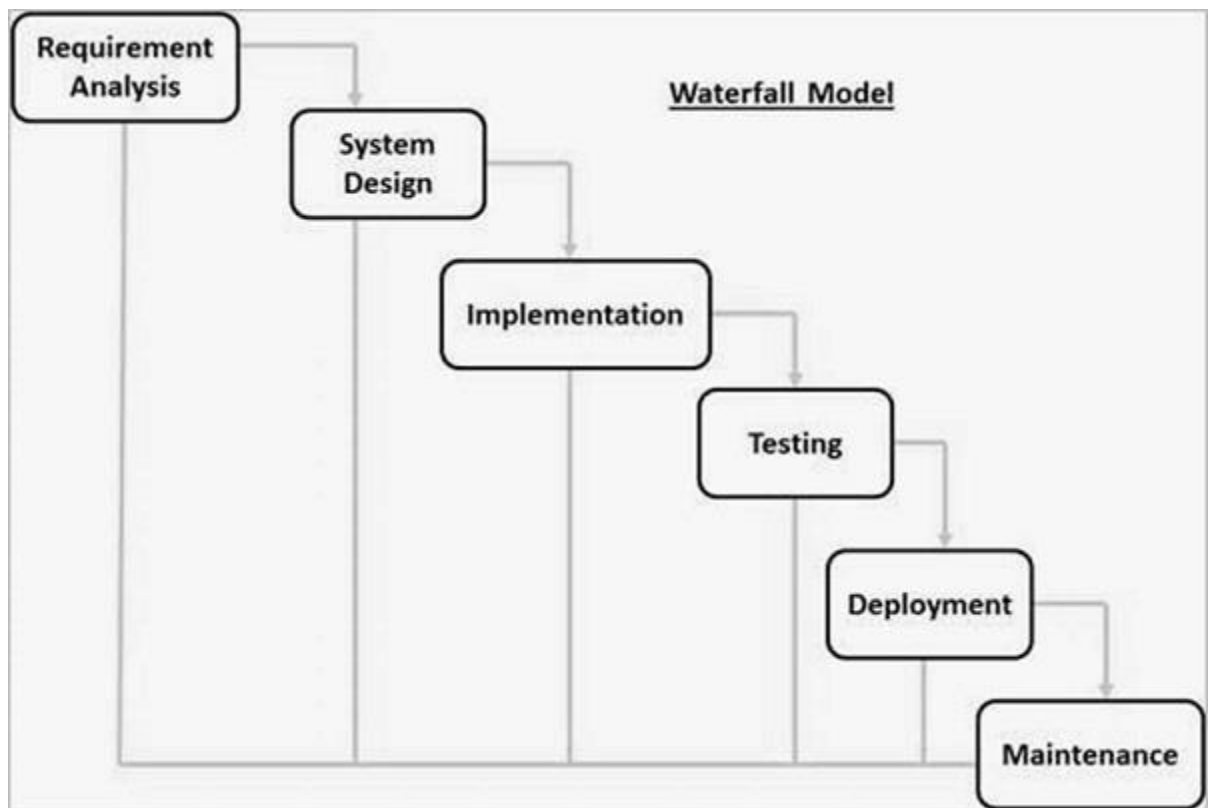 Requirement
Analysis
Waterfall Model
System
Design
Implementation
Testing
Deployment
Maintenance